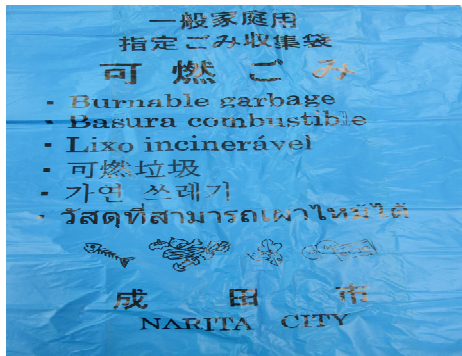 一般家庭用
指定ごみ収集袋
可燃ごみ
・Burnable garbage
・Basura combustible
・Lixo incinerável
・可燃垃圾
・가연 쓰레기
・วัสดุที่สามารถเผาไหม้ได้
成田市
NARITA CITY